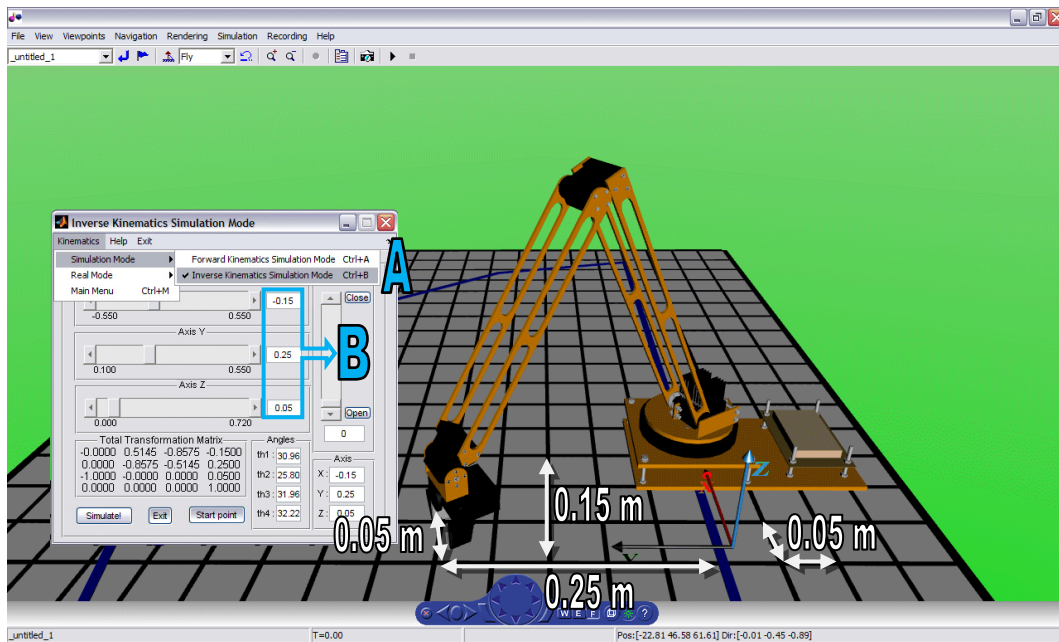 File View Viewpoints Navigation Rendering Simulation Recording Help
_untitled_1 Fly
Inverse Kinematics Simulation Mode
Kinematics Help Exit
Simulation Mode
Real Mode
Main Menu Ctrl+M
Forward Kinematics Simulation Mode Ctrl+A
Inverse Kinematics Simulation Mode Ctrl+B
A
-0.550 0.550
-0.15
Close
Axis Y
0.25
0.100 0.550
B
Axis Z
0.05
0.000 0.720
Open
0
Total Transformation Matrix
-0.0000 0.5145 -0.8575 -0.1500
0.0000 -0.8575 -0.5145 0.2500
-1.0000 -0.0000 0.0000 0.0500
0.0000 0.0000 0.0000 1.0000
Angles
th1 : 30.96
th2 : 25.80
th3 : 31.96
th4 : 32.22
Axis
X : -0.15
Y : 0.25
Z : 0.05
Simulate! Exit Start point
Z
Y
0.05 m
0.15 m
0.05 m
0.25 m
W E F ?
_untitled_1 T=0.00 Pos:[-22.81 46.58 61.61] Dir:[-0.01 -0.45 -0.89]